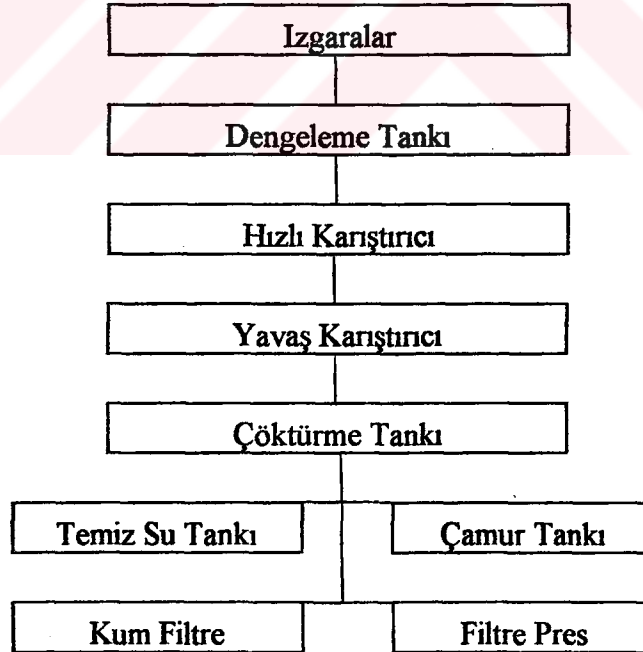 Izgaralar
Dengeleme Tankı
Hızlı Karıştırıcı
Yavaş Karıştırıcı
Çöktürme Tankı
Temiz Su Tankı
Çamur Tankı
Kum Filtre
Filtre Pres